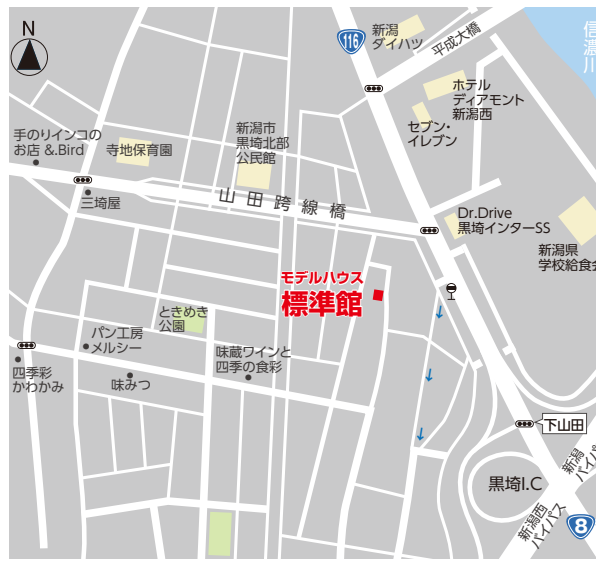 N
116
新潟
ダイハツ
平成大橋
信濃川
ホテル
ディアモント
新潟西
セブン・
イレブン
手のりインコの
お店 &.Bird
寺地保育園
新潟市
黒埼北部
公民館
三埼屋
山田跨線橋
Dr.Drive
黒埼インターSS
新潟県
学校給食会
モデルハウス
標準館
ときめき
公園
パン工房
メルシー
味蔵ワインと
四季の食彩
四季彩
かわかみ
味みつ
下山田
黒埼I.C
新潟バイパ
新潟西
バイパス
8